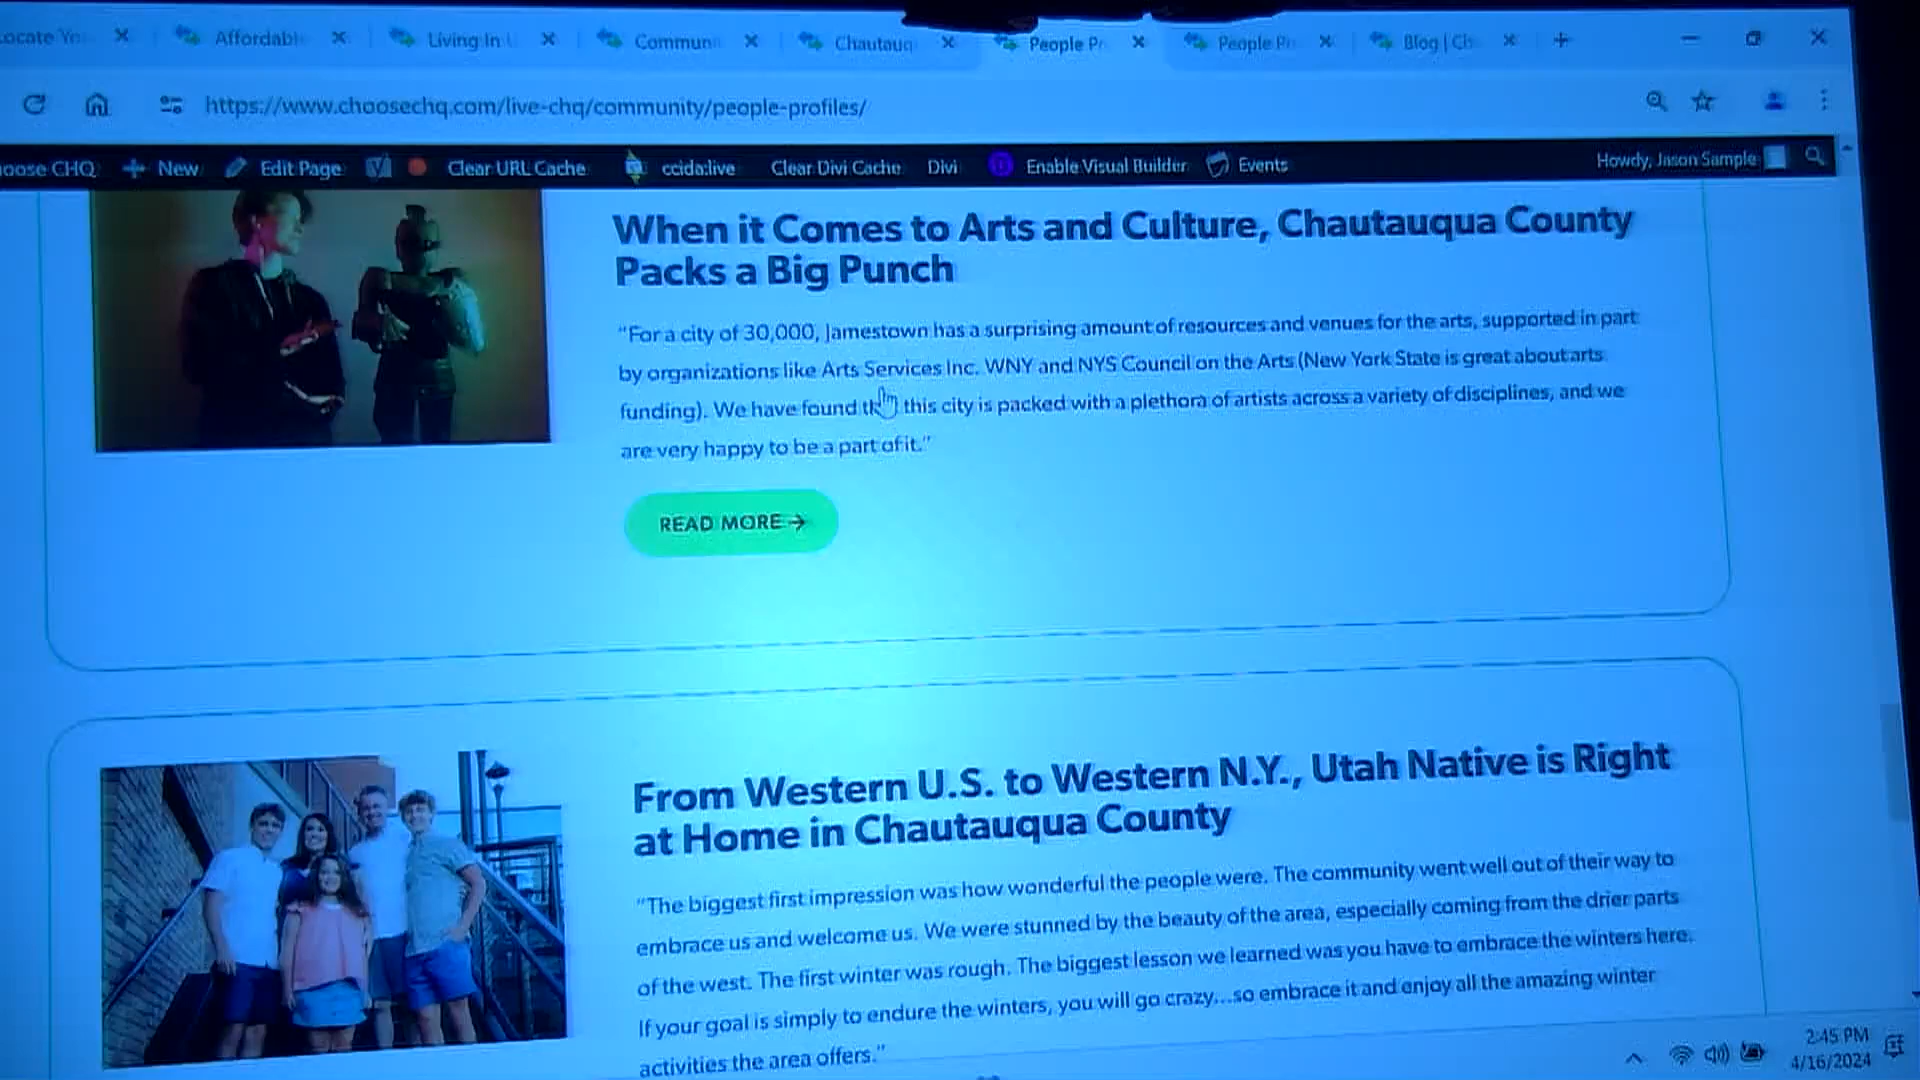 ocate Yo
Affordabl
Living In
Commun
Chautauq
People Pr
People Pr
Blog | Ch
https://www.choosechq.com/live-chq/community/people-profiles/
oose CHQ
New
Edit Page
Clear URL Cache
ccida:live
Clear Divi Cache
Divi
Enable Visual Builder
Events
Howdy, Jason Sample
When it Comes to Arts and Culture, Chautauqua County
Packs a Big Punch
“For a city of 30,000, Jamestown has a surprising amount of resources and venues for the arts, supported in part
by organizations like Arts Services Inc. WNY and NYS Council on the Arts (New York State is great about arts
funding). We have found th this city is packed with a plethora of artists across a variety of disciplines, and we
are very happy to be a part of it.”
READ MORE →
From Western U.S. to Western N.Y., Utah Native is Right
at Home in Chautauqua County
“The biggest first impression was how wonderful the people were. The community went well out of their way to
embrace us and welcome us. We were stunned by the beauty of the area, especially coming from the drier parts
of the west. The first winter was rough. The biggest lesson we learned was you have to embrace the winters here.
If your goal is simply to endure the winters, you will go crazy...so embrace it and enjoy all the amazing winter
activities the area offers.”
2:45 PM
4/16/2024